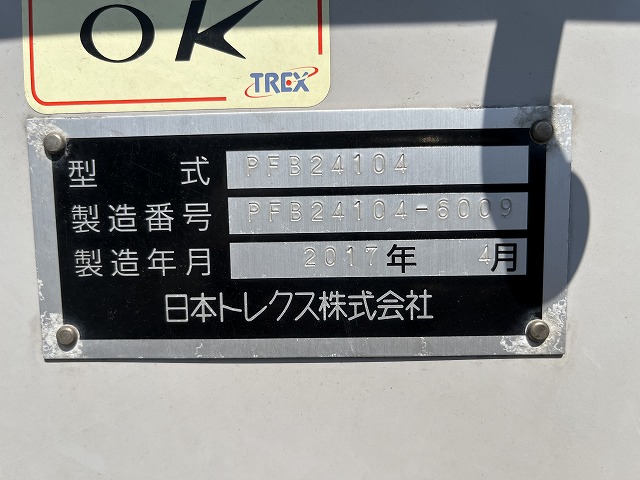 OK
TREX
型式 PFB24104
製造番号 PFB24104-6009
製造年月 2017年 4月
日本トレクス株式会社